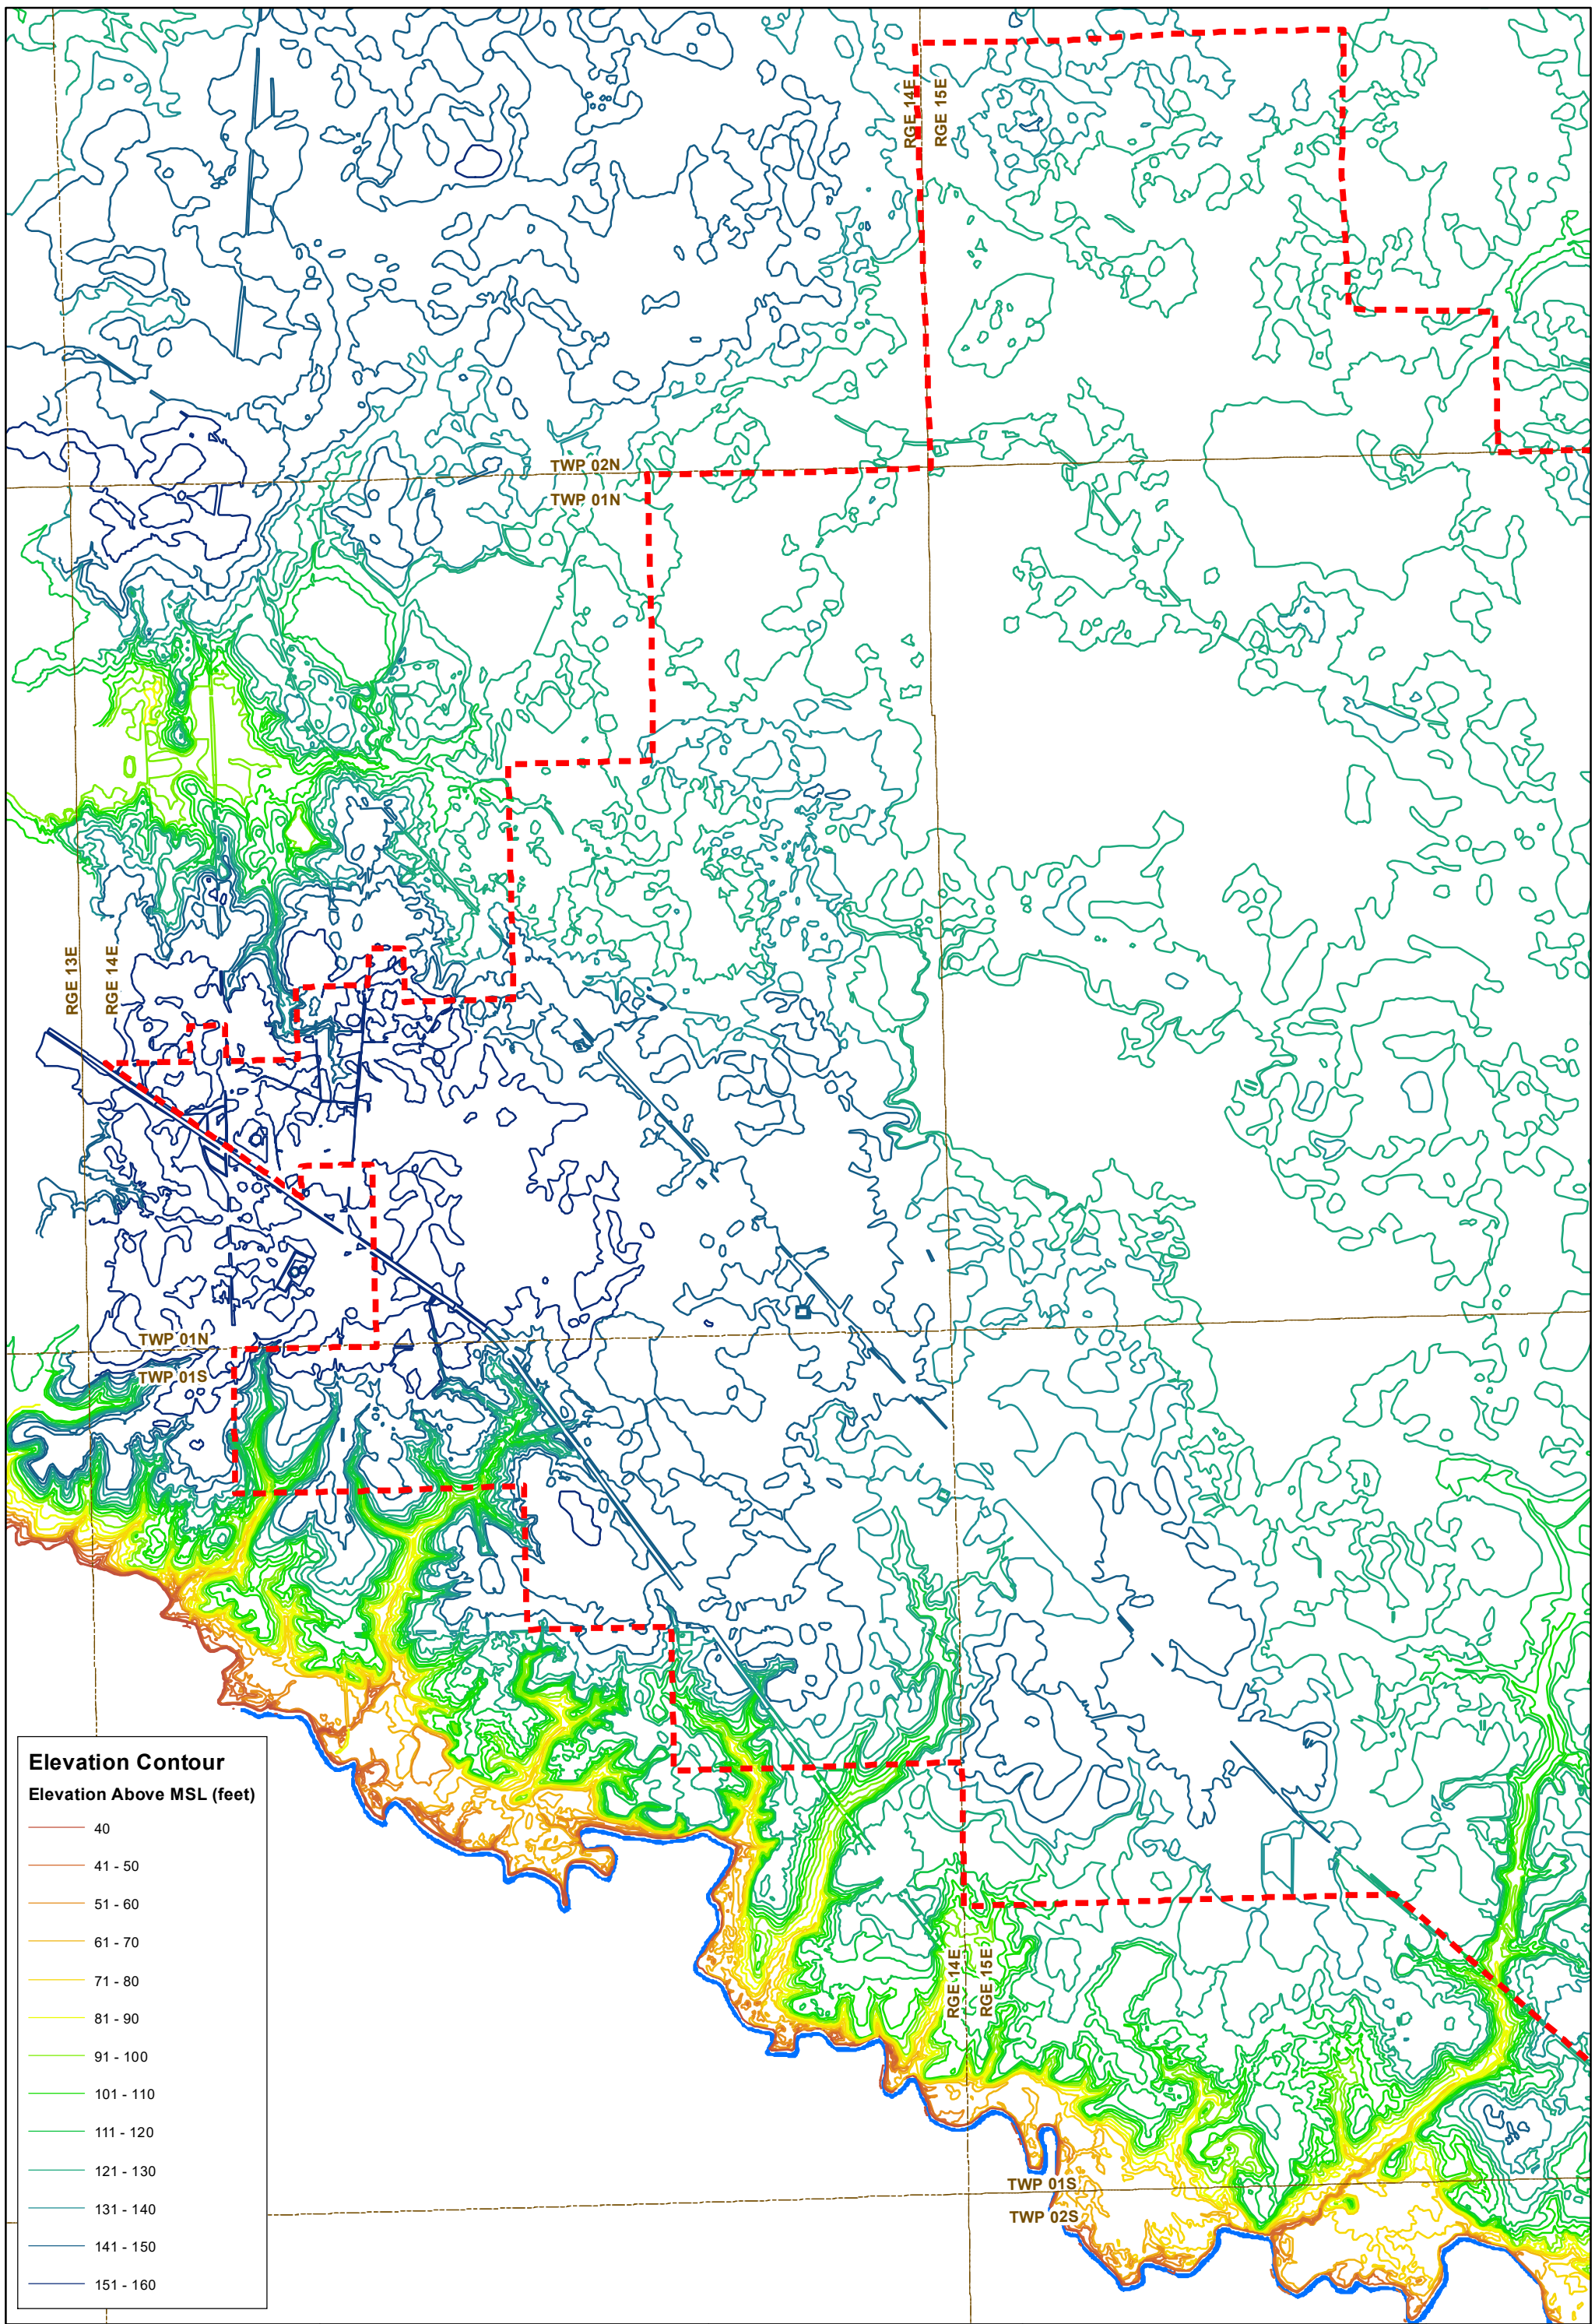 RGE 14E
RGE 15E
TWP 02N
TWP 01N
RGE 13E
RGE 14E
TWP 01N
TWP 01S
RGE 14E
RGE 15E
TWP 01S
TWP 02S
Elevation Contour
Elevation Above MSL (feet)
40
41 - 50
51 - 60
61 - 70
71 - 80
81 - 90
91 - 100
101 - 110
111 - 120
121 - 130
131 - 140
141 - 150
151 - 160